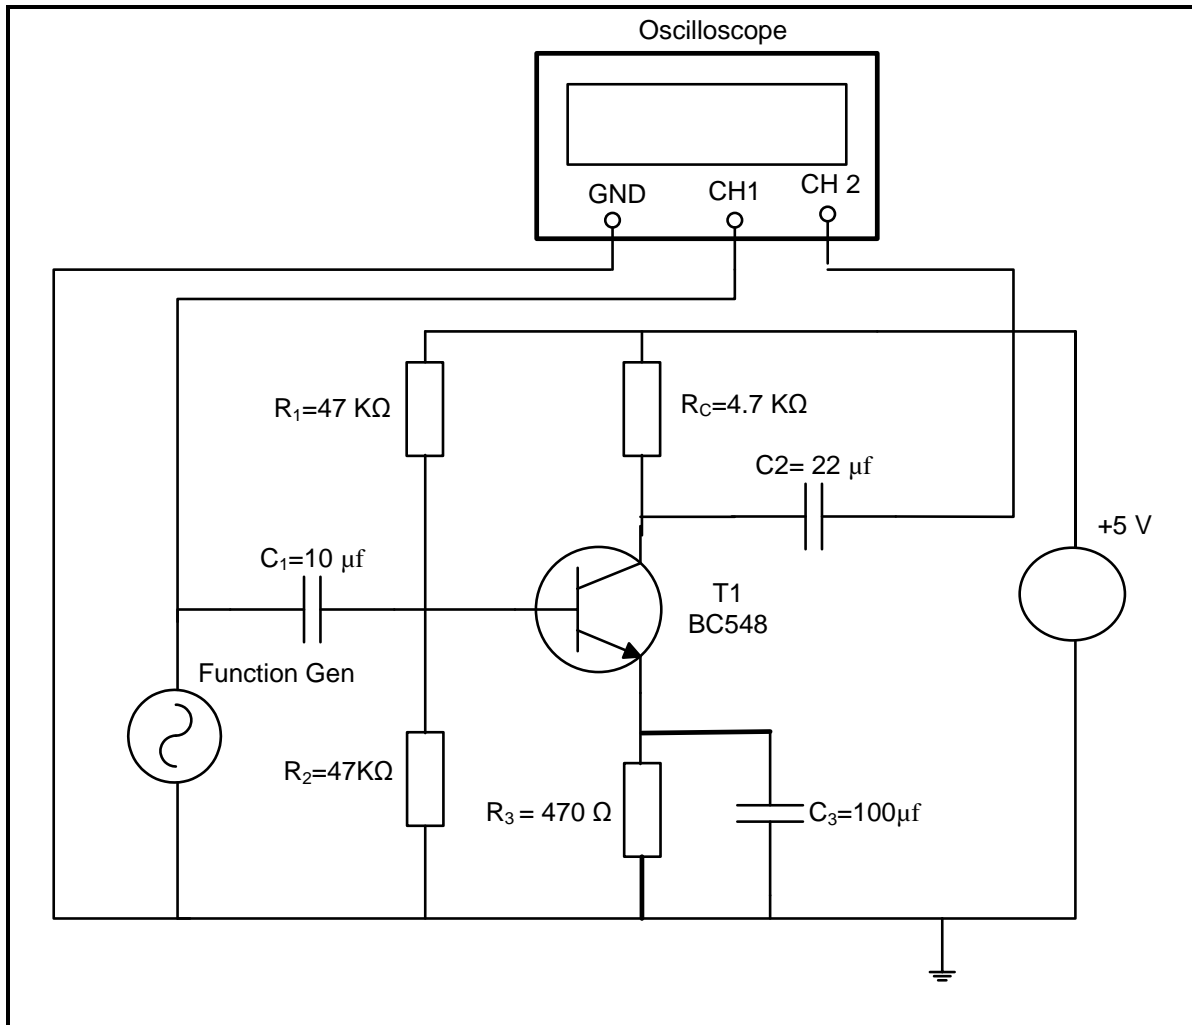 Oscilloscope
GND
CH1
CH 2
R₁=47 KΩ
R_C=4.7 KΩ
C2= 22 µf
+5 V
C₁=10 µf
T1
BC548
Function Gen
R₂=47KΩ
R₃ = 470 Ω
C₃=100µf